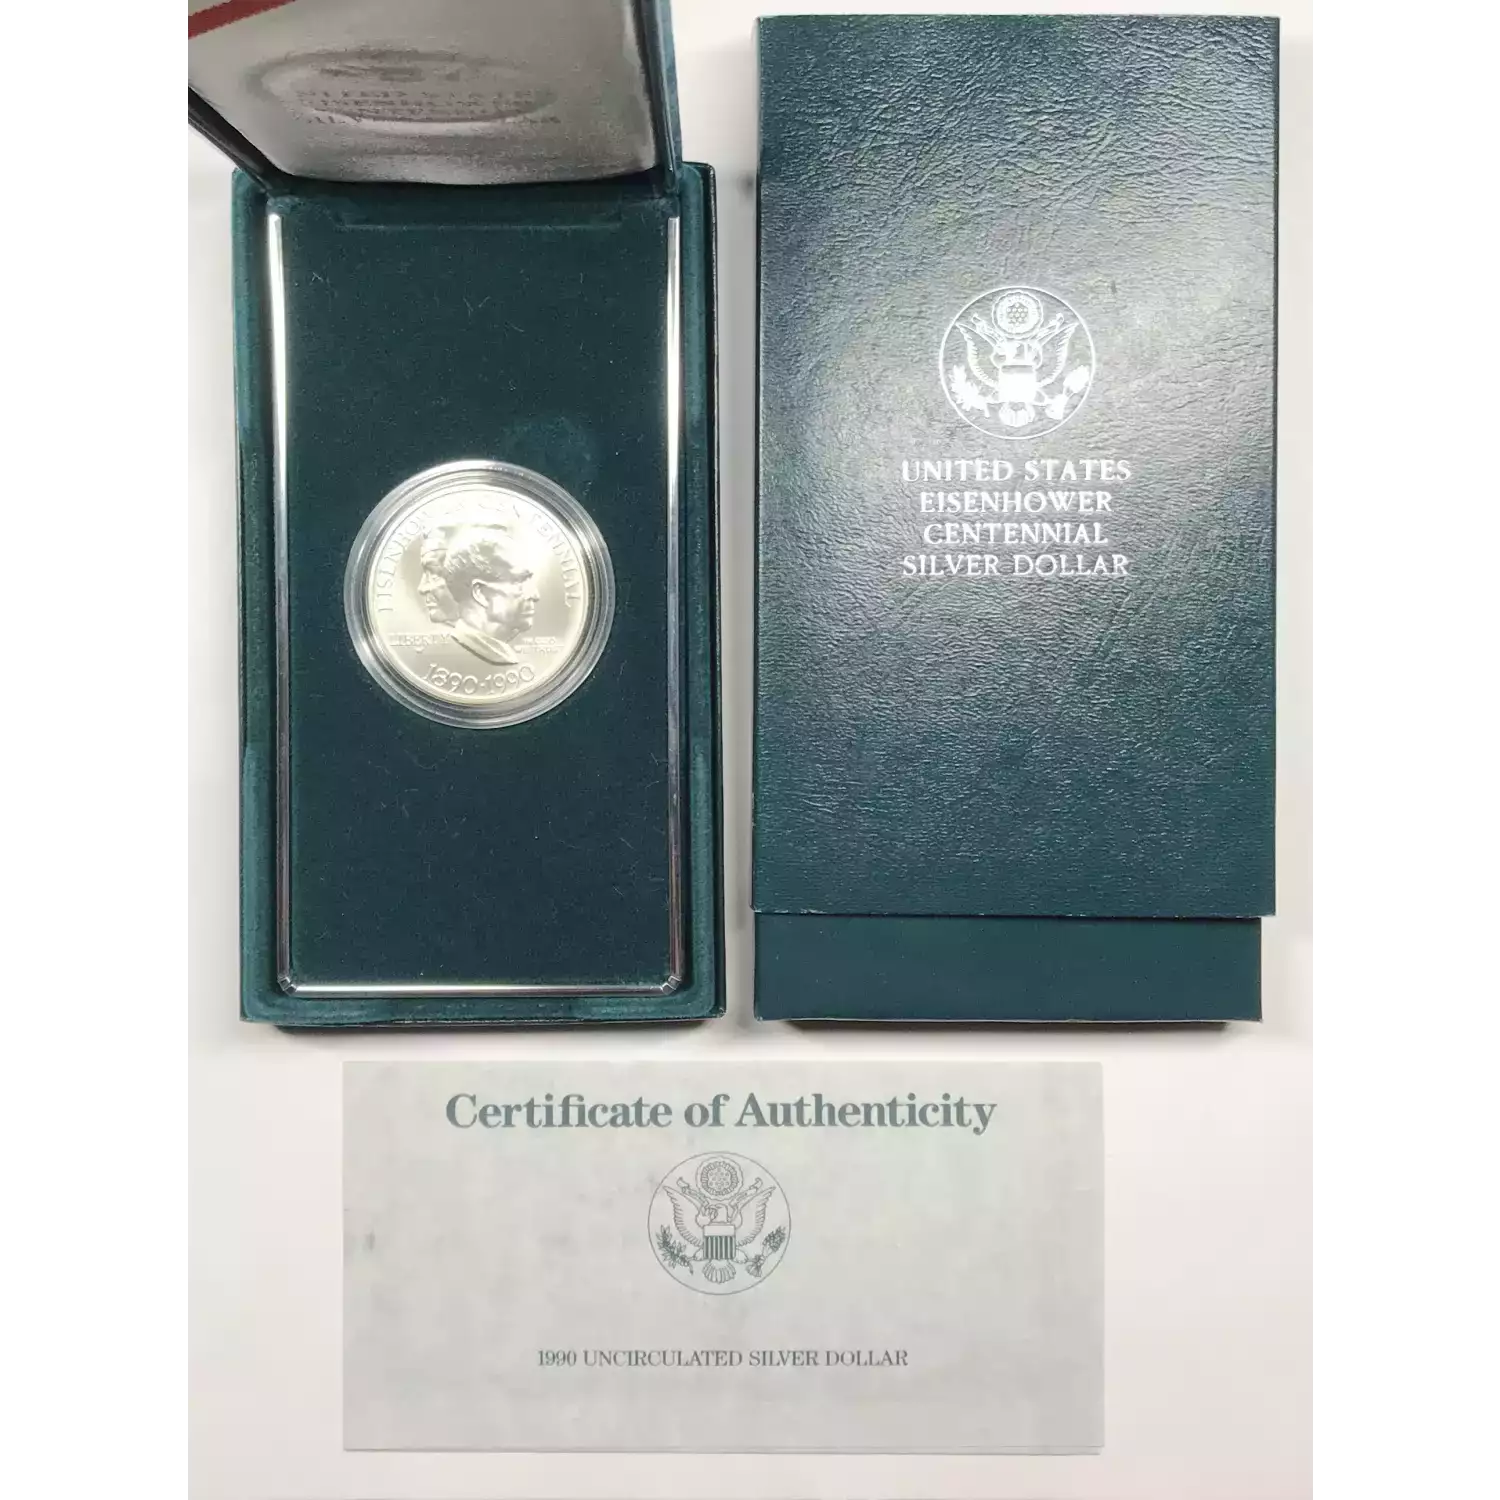 UNITED STATES
EISENHOWER
CENTENNIAL
SILVER DOLLAR
EISENHOWER CENTENNIAL
LIBERTY
1890-1990
Certificate of Authenticity
1990 UNCIRCULATED SILVER DOLLAR